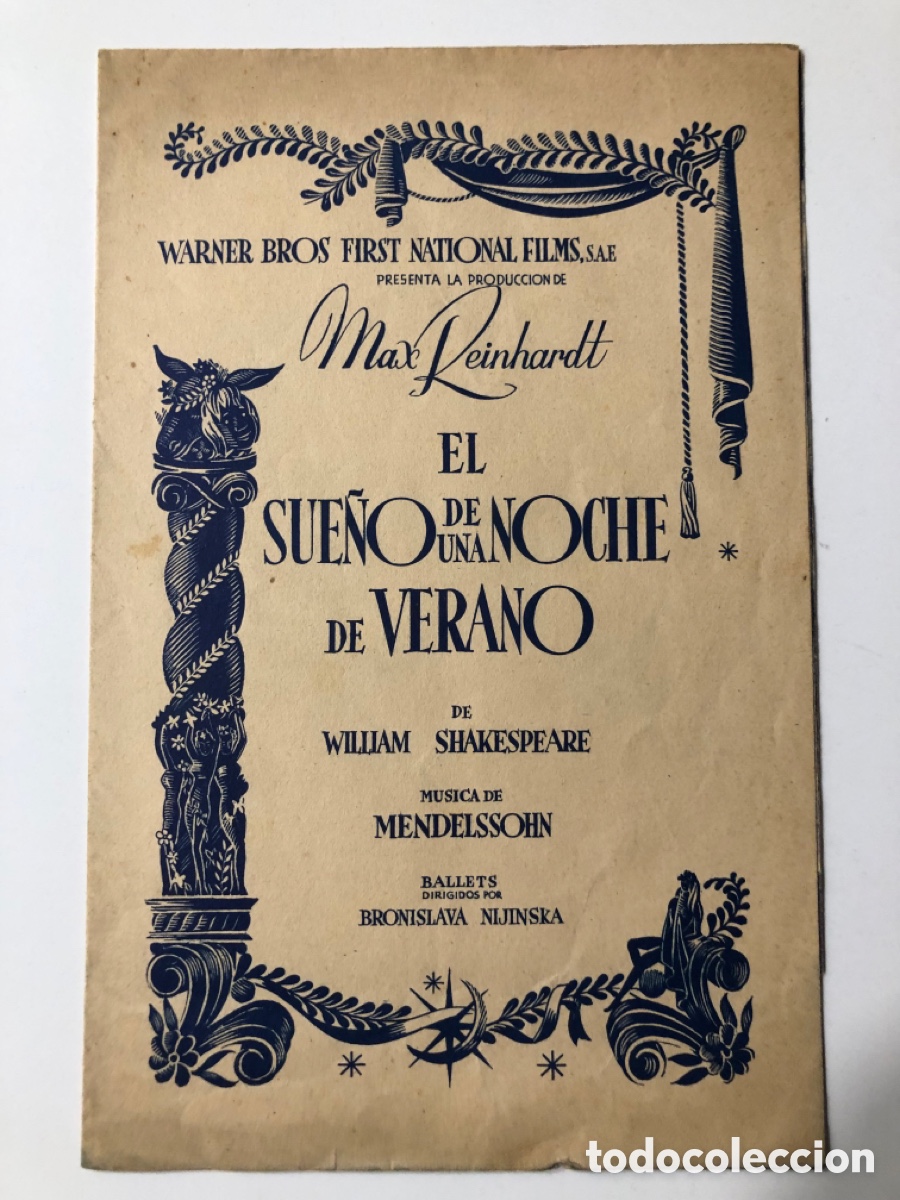 WARNER BROS FIRST NATIONAL FILMS, S.A.E
PRESENTA LA PRODUCCION DE
Max Reinhardt
EL
SUEÑO DE UNA NOCHE
DE VERANO
DE
WILLIAM SHAKESPEARE
MUSICA DE
MENDELSSOHN
BALLETS
DIRIGIDOS POR
BRONISLAVA NIJINSKA
todocoleccion